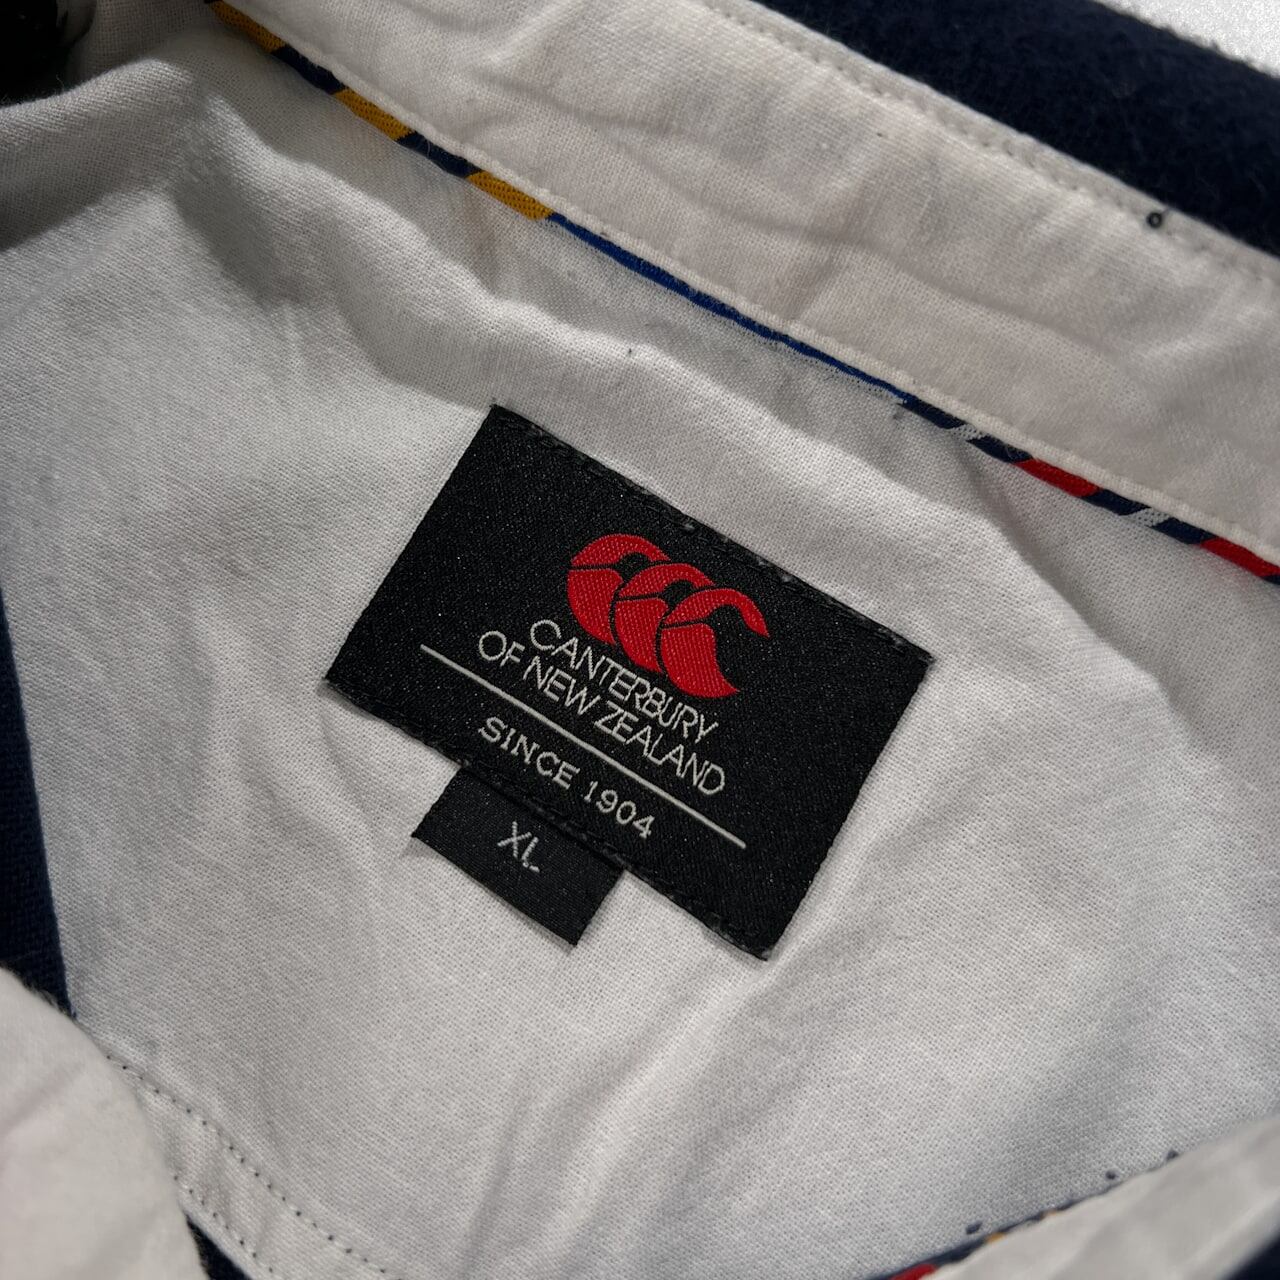 CANTERBURY
OF NEW ZEALAND
SINCE 1904
XL